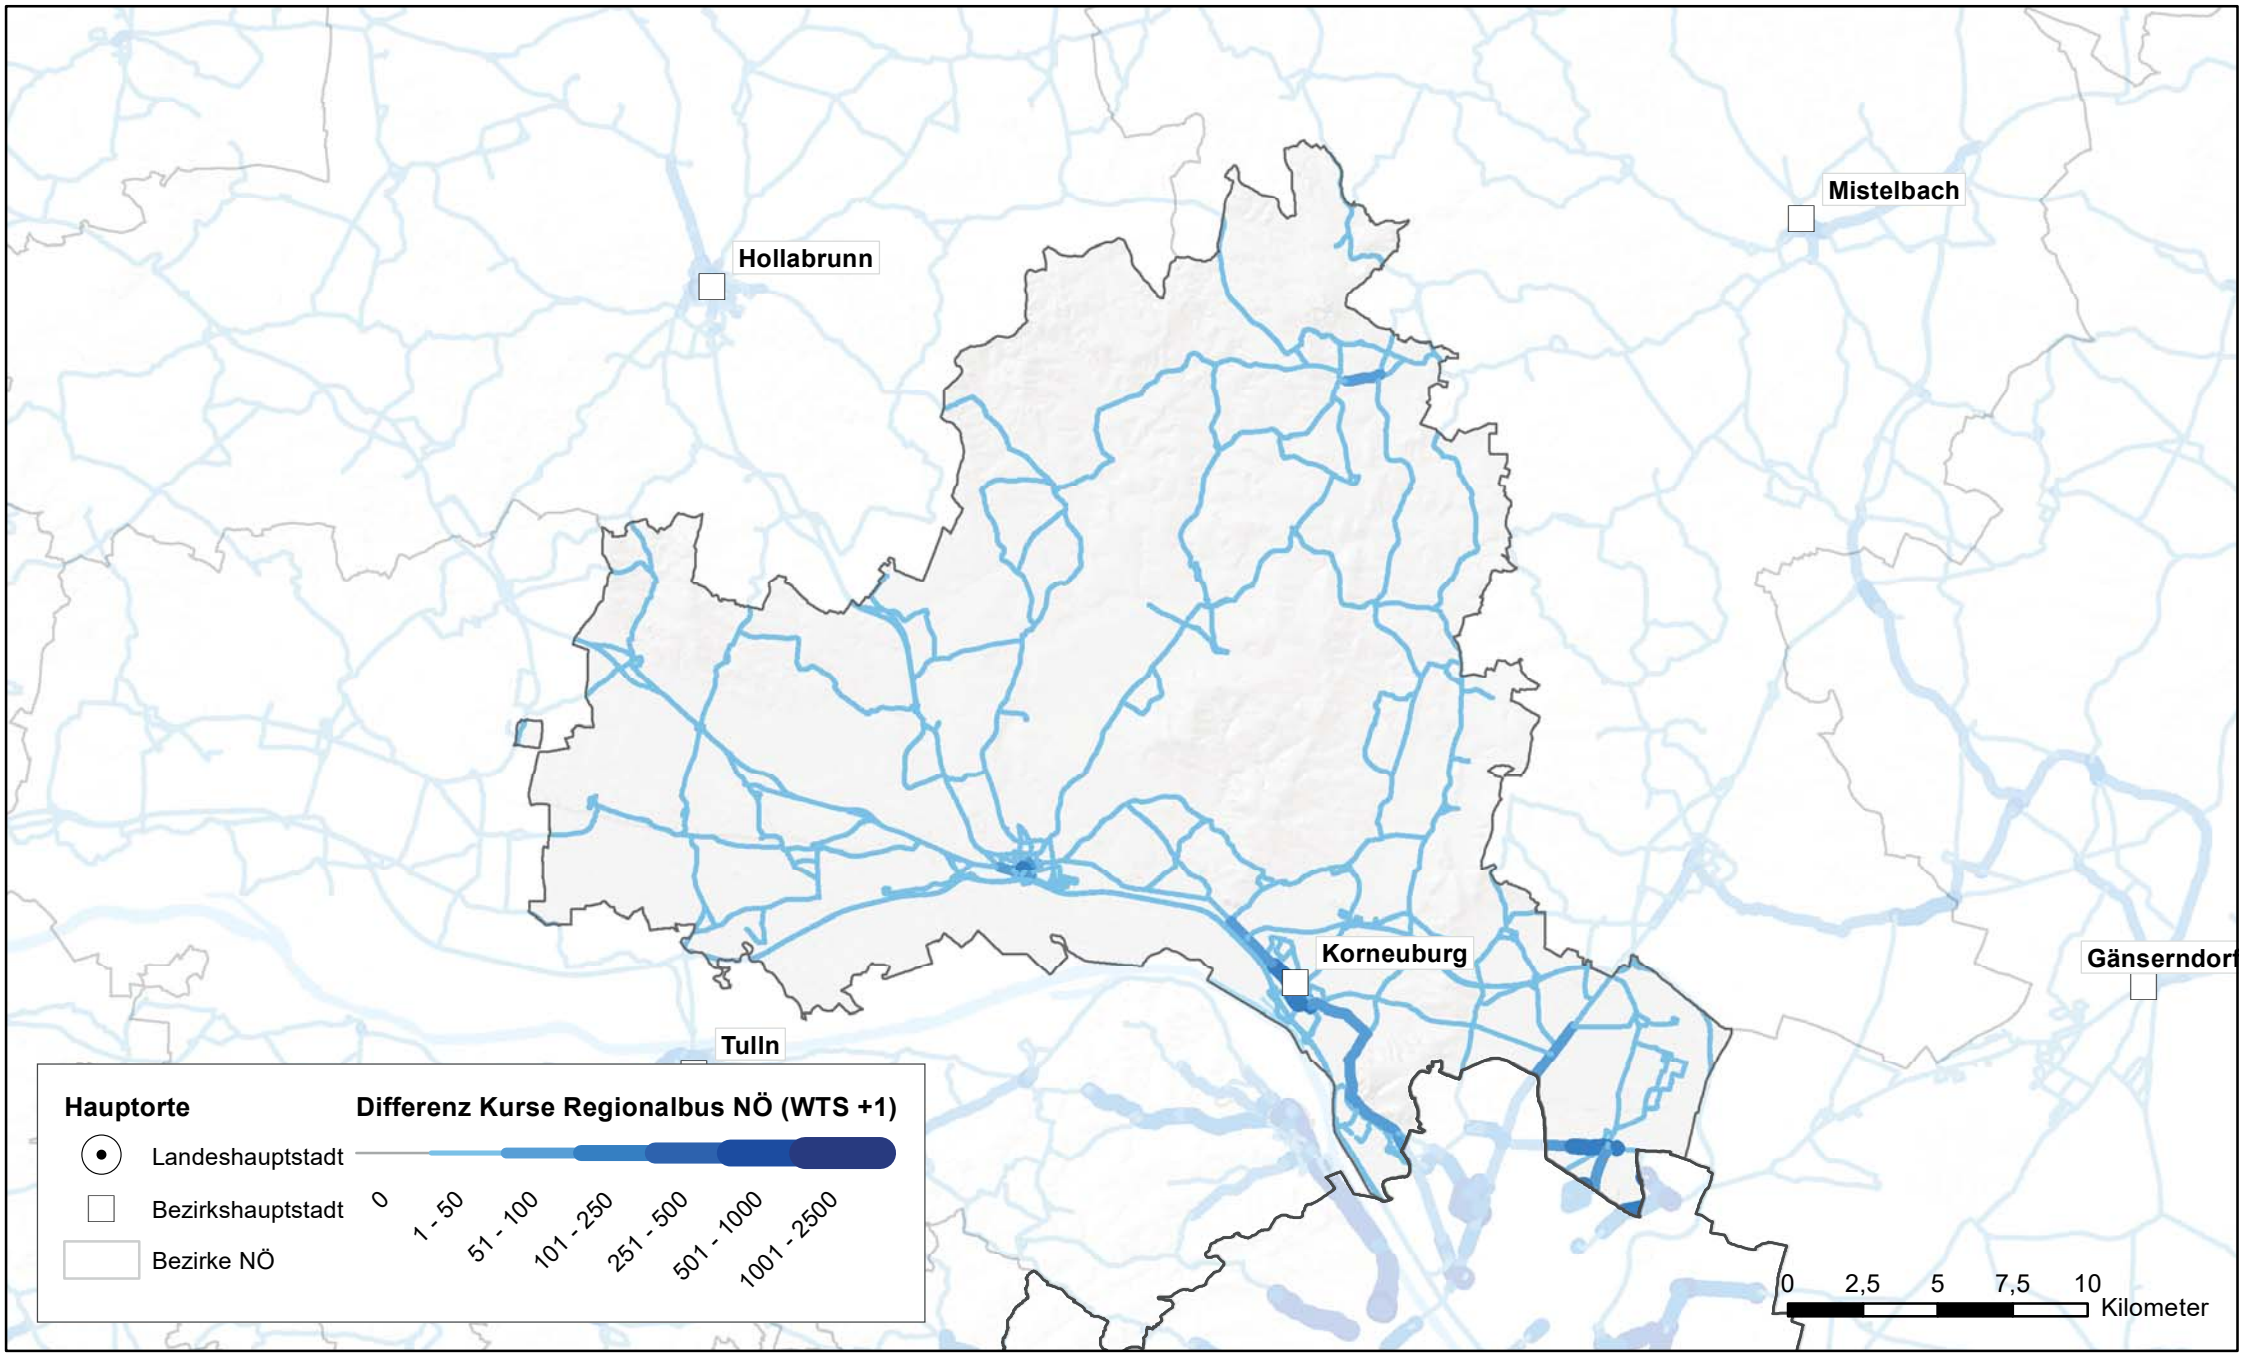 Mistelbach
Hollabrunn
Korneuburg
Gänserndorf
Tulln
Hauptorte
Landeshauptstadt
Bezirkshauptstadt
Bezirke NÖ
Differenz Kurse Regionalbus NÖ (WTS +1)
0
1 - 50
51 - 100
101 - 250
251 - 500
501 - 1000
1001 - 2500
0 2,5 5 7,5 10
Kilometer